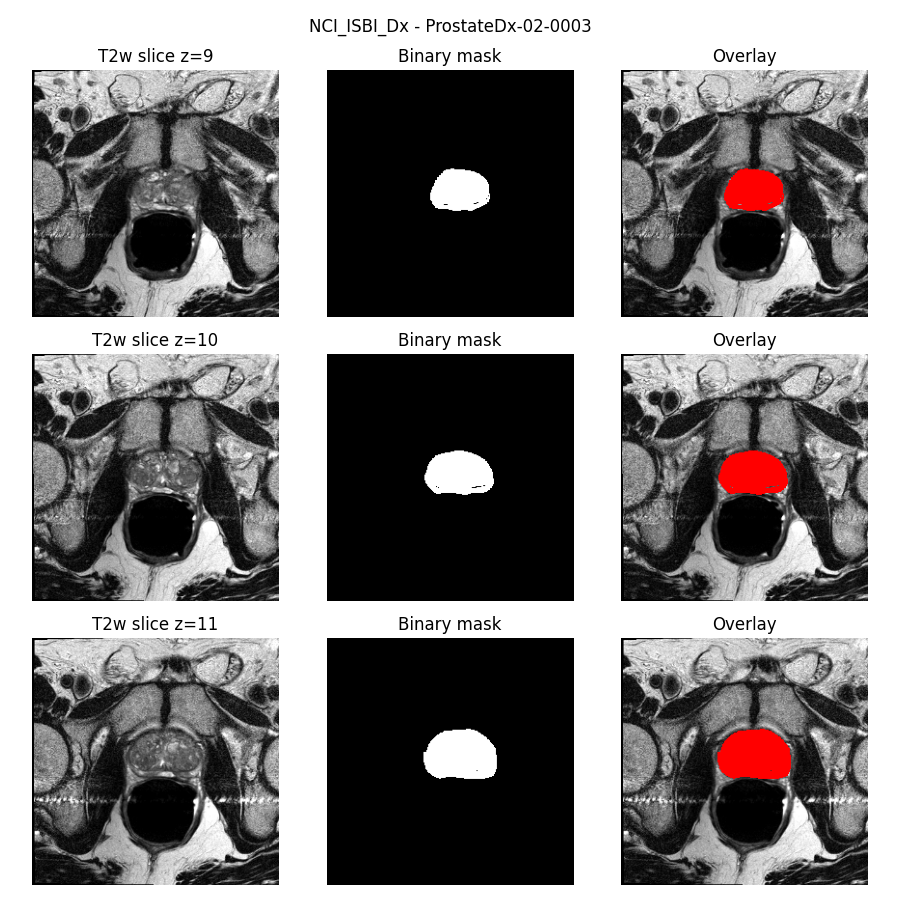 NCI_ISBI_Dx - ProstateDx-02-0003
T2w slice z=9
Binary mask
Overlay
T2w slice z=10
Binary mask
Overlay
T2w slice z=11
Binary mask
Overlay